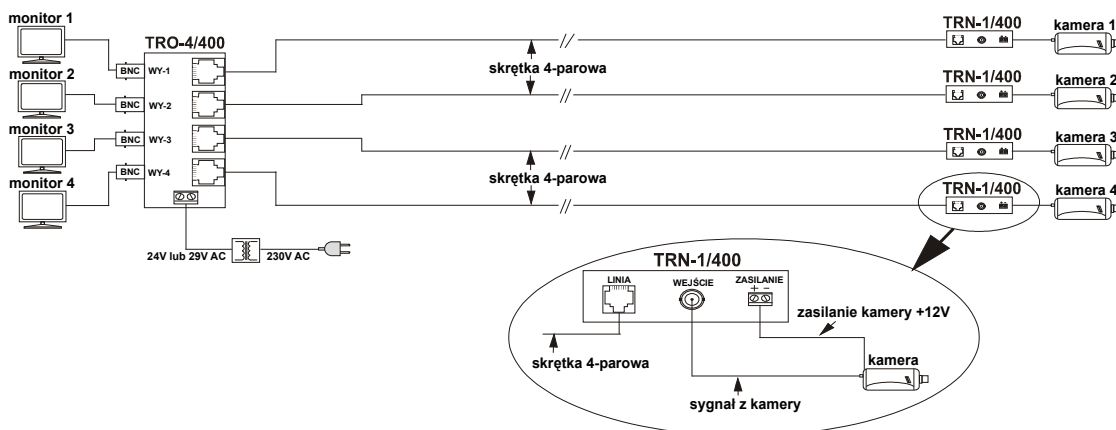 monitor 1
TRO-4/400
TRN-1/400
kamera 1
BNC
WY-1
skrętka 4-parowa
monitor 2
TRN-1/400
kamera 2
BNC
WY-2
monitor 3
TRN-1/400
kamera 3
BNC
WY-3
monitor 4
BNC
WY-4
skrętka 4-parowa
TRN-1/400
kamera 4
24V lub 29V AC
230V AC
TRN-1/400
LINIA
WEJŚCIE
ZASILANIE
+ −
zasilanie kamery +12V
skrętka 4-parowa
kamera
sygnał z kamery